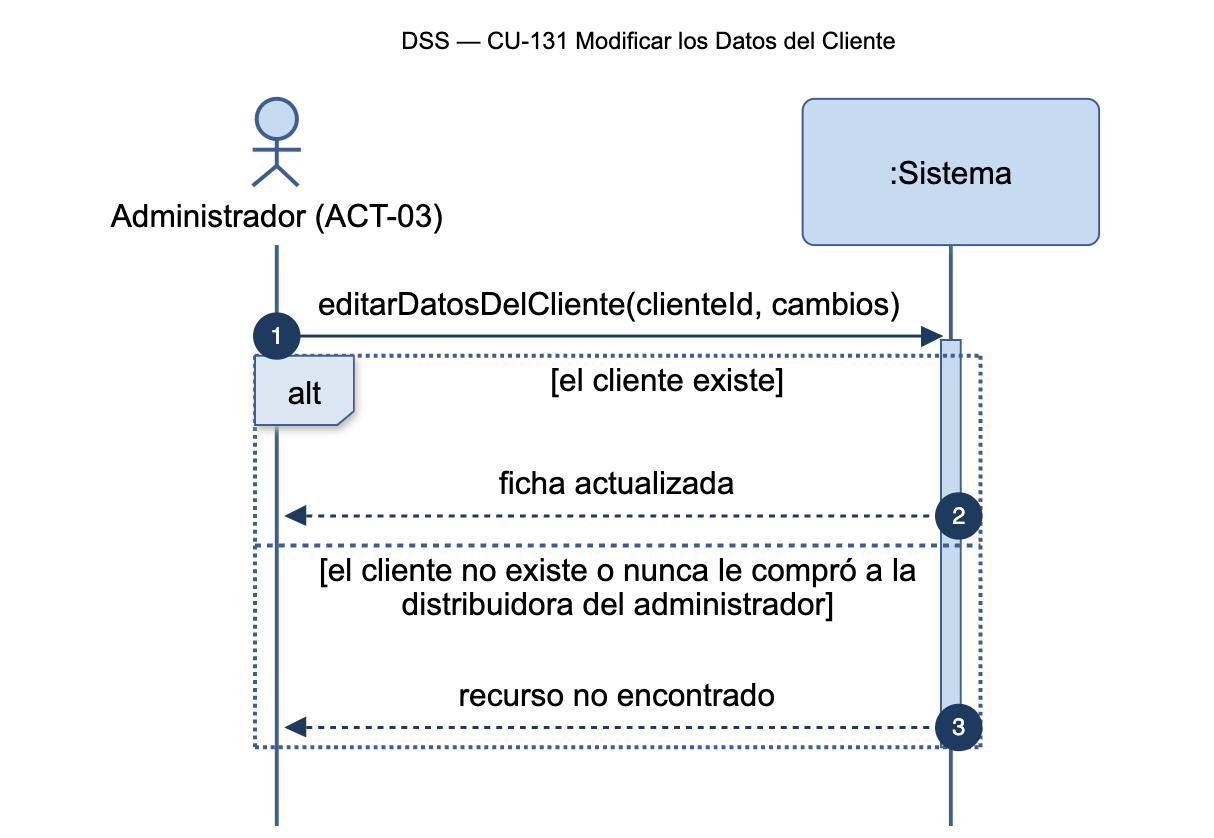 DSS — CU-131 Modificar los Datos del Cliente
Administrador (ACT-03)
:Sistema
editarDatosDelCliente(clienteId, cambios)
1
alt
[el cliente existe]
ficha actualizada
2
[el cliente no existe o nunca le compró a la
distribuidora del administrador]
recurso no encontrado
3